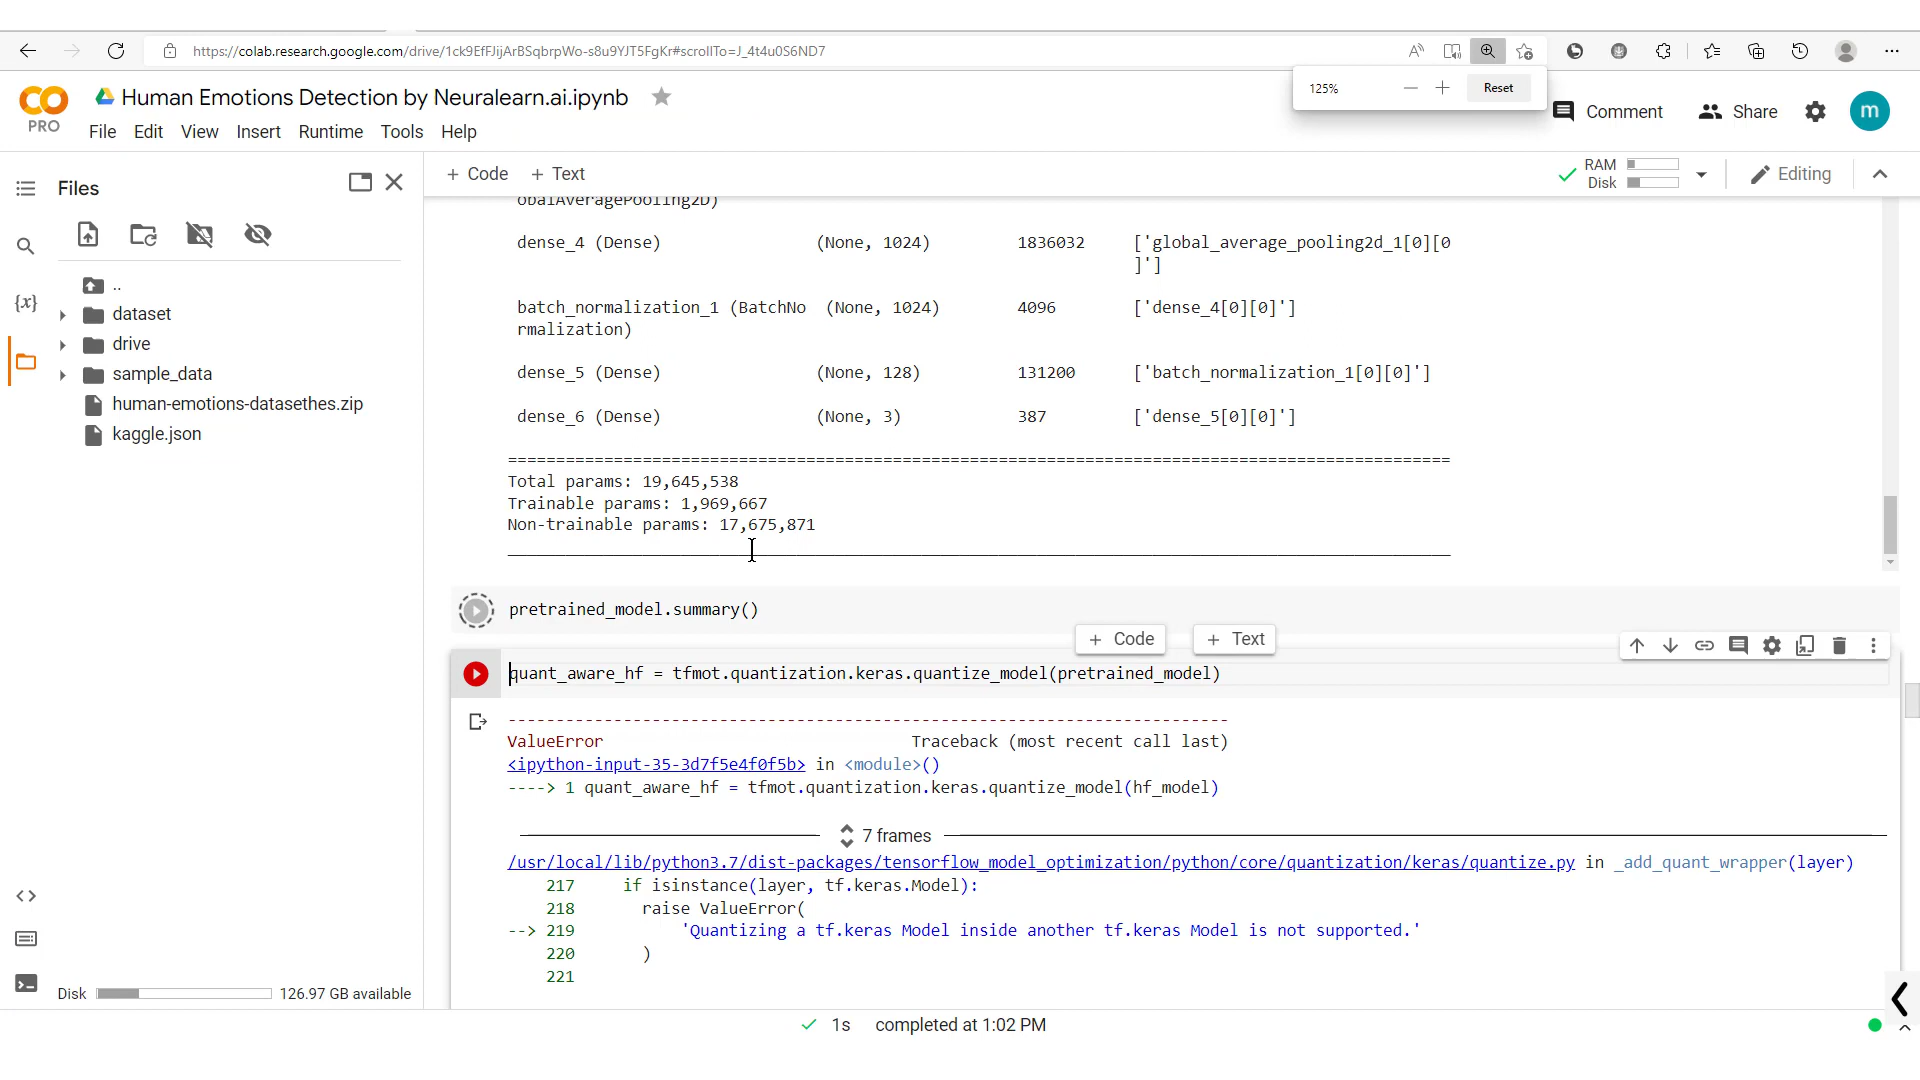 https://colab.research.google.com/drive/1ck9EfFJijArBSqbrpWo-s8u9YJT5FgKr#scrollTo=J_4t4u0S6ND7
125%
Reset
PRO
Human Emotions Detection by Neuralearn.ai.ipynb
Comment
Share
m
File Edit View Insert Runtime Tools Help
Files
+ Code + Text
RAM
Disk
Editing
..
dataset
drive
sample_data
human-emotions-datasethes.zip
kaggle.json
{x}
obalAveragePooling2D)
dense_4 (Dense) (None, 1024) 1836032 ['global_average_pooling2d_1[0][0
]']
batch_normalization_1 (BatchNo (None, 1024) 4096 ['dense_4[0][0]']
rmalization)
dense_5 (Dense) (None, 128) 131200 ['batch_normalization_1[0][0]']
dense_6 (Dense) (None, 3) 387 ['dense_5[0][0]']
==================================================================================================
Total params: 19,645,538
Trainable params: 1,969,667
Non-trainable params: 17,675,871
__________________________________________________________________________________________________
pretrained_model.summary()
+ Code + Text
quant_aware_hf = tfmot.quantization.keras.quantize_model(pretrained_model)
---------------------------------------------------------------------------
ValueError Traceback (most recent call last)
<ipython-input-35-3d7f5e4f0f5b> in <module>()
----> 1 quant_aware_hf = tfmot.quantization.keras.quantize_model(hf_model)
7 frames
/usr/local/lib/python3.7/dist-packages/tensorflow_model_optimization/python/core/quantization/keras/quantize.py in _add_quant_wrapper(layer)
217 if isinstance(layer, tf.keras.Model):
218 raise ValueError(
--> 219 'Quantizing a tf.keras Model inside another tf.keras Model is not supported.'
220 )
221
Disk 126.97 GB available
1s completed at 1:02 PM